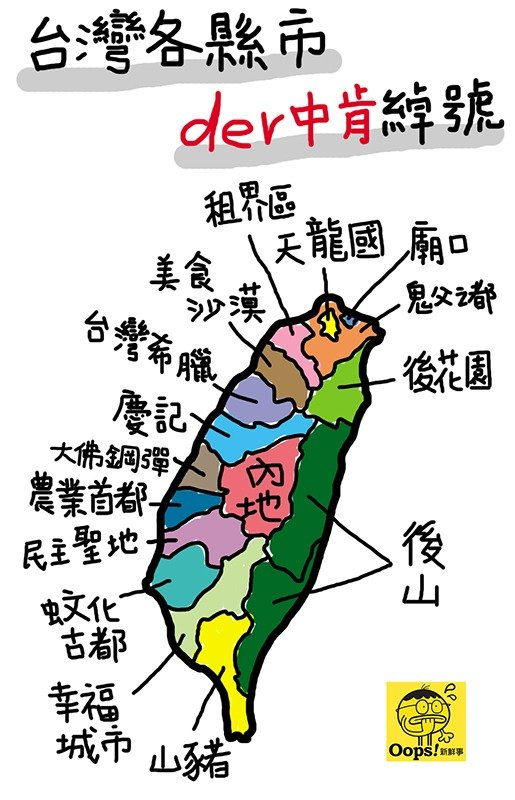 台灣各縣市
der中肯綽號
租界區
天龍國
廟口
美食
沙漠
鬼父之都
台灣希臘
後花園
慶記
大佛鋼彈
內地
農業首都
民主聖地
後山
蚊化
古都
幸福
城市
山豬
Oops!新鮮事